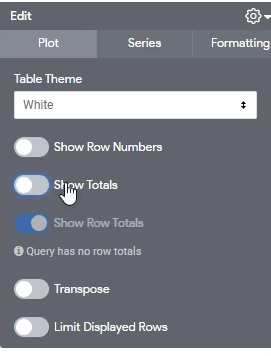 Edit
Plot Series Formatting
Table Theme
White
Show Row Numbers
Show Totals
Show Row Totals
Query has no row totals
Transpose
Limit Displayed Rows